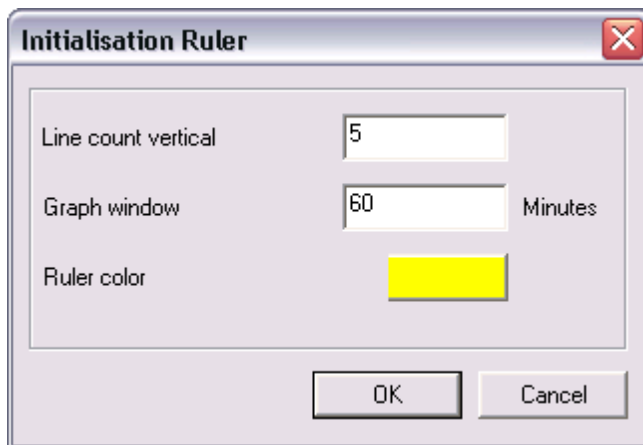 Initialisation Ruler
Line count vertical 5
Graph window 60 Minutes
Ruler color
OK Cancel